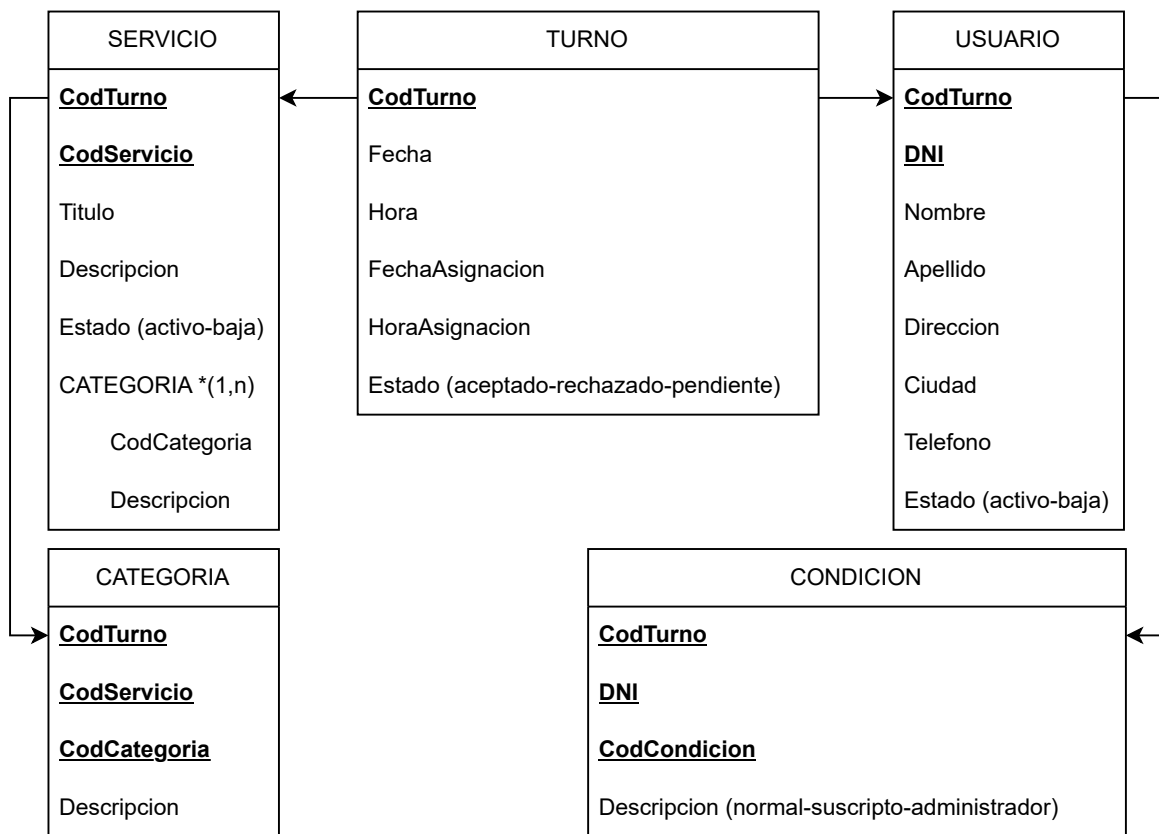 SERVICIO
CodTurno
CodServicio
Titulo
Descripcion
Estado (activo-baja)
CATEGORIA *(1,n)
CodCategoria
Descripcion
TURNO
CodTurno
Fecha
Hora
FechaAsignacion
HoraAsignacion
Estado (aceptado-rechazado-pendiente)
USUARIO
CodTurno
DNI
Nombre
Apellido
Direccion
Ciudad
Telefono
Estado (activo-baja)
CATEGORIA
CodTurno
CodServicio
CodCategoria
Descripcion
CONDICION
CodTurno
DNI
CodCondicion
Descripcion (normal-suscripto-administrador)